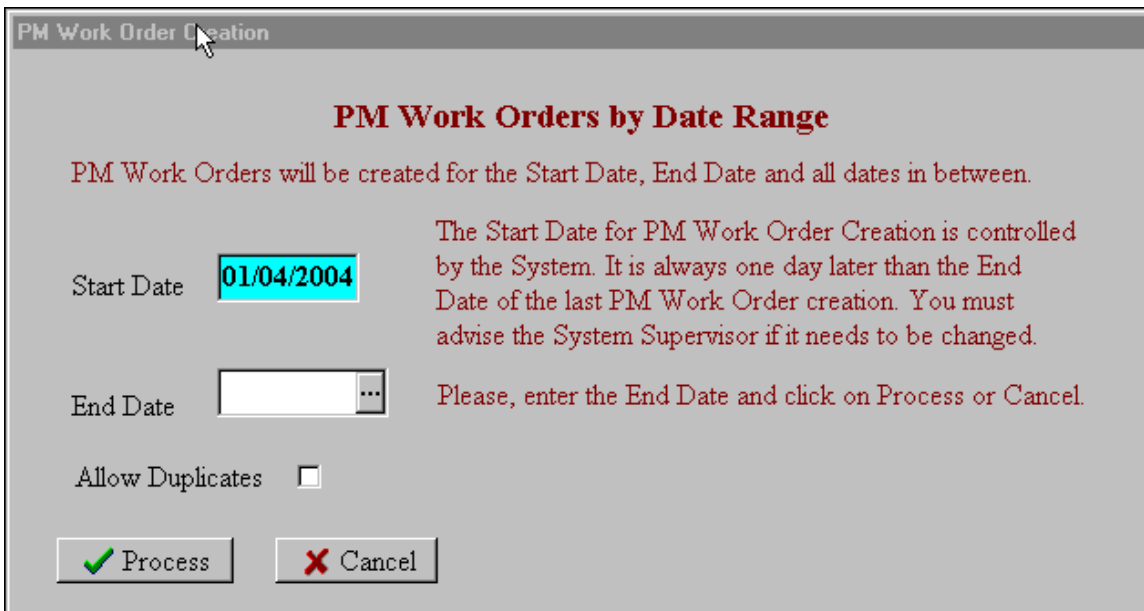 PM Work Order Creation
PM Work Orders by Date Range
PM Work Orders will be created for the Start Date, End Date and all dates in between.
Start Date 01/04/2004
The Start Date for PM Work Order Creation is controlled
by the System. It is always one day later than the End
Date of the last PM Work Order creation. You must
advise the System Supervisor if it needs to be changed.
End Date ...
Please, enter the End Date and click on Process or Cancel.
Allow Duplicates
Process Cancel